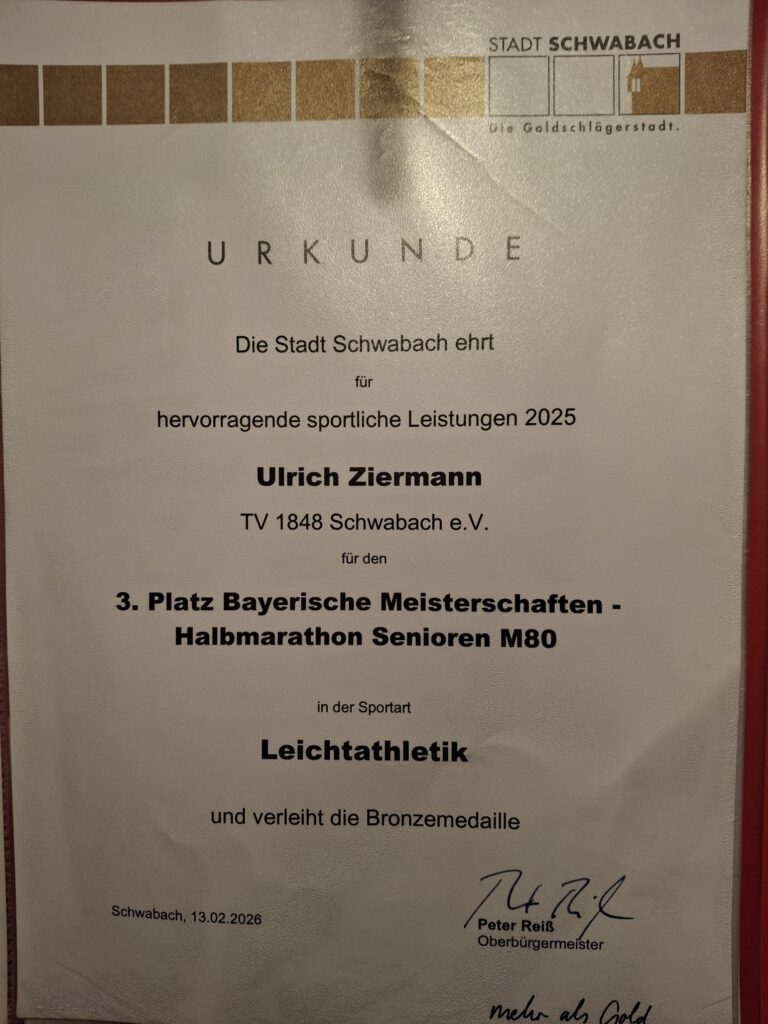 STADT SCHWABACH
Die Goldschlägerstadt.
URKUNDE
Die Stadt Schwabach ehrt
für
hervorragende sportliche Leistungen 2025
Ulrich Ziermann
TV 1848 Schwabach e.V.
für den
3. Platz Bayerische Meisterschaften -
Halbmarathon Senioren M80
in der Sportart
Leichtathletik
und verleiht die Bronzemedaille
Schwabach, 13.02.2026
Peter Reiß
Oberbürgermeister
mehr als Gold